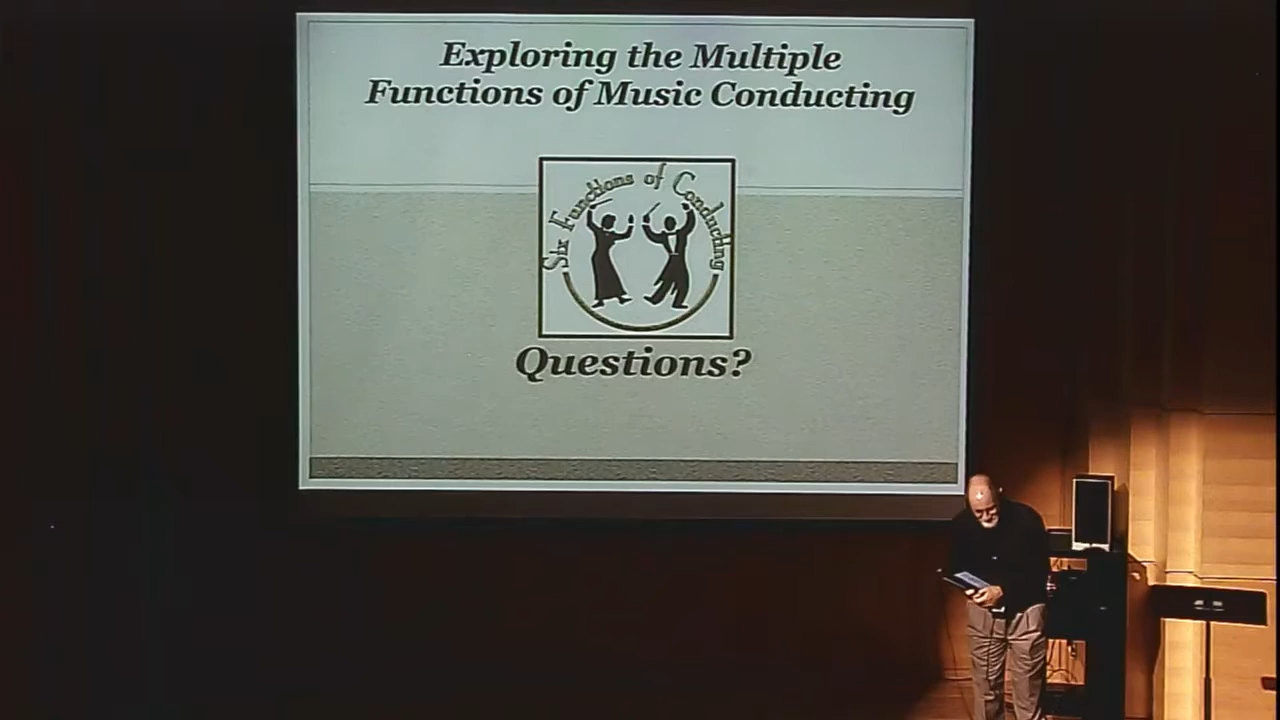 Exploring the Multiple
Functions of Music Conducting
Six Functions of Conducting
Questions?